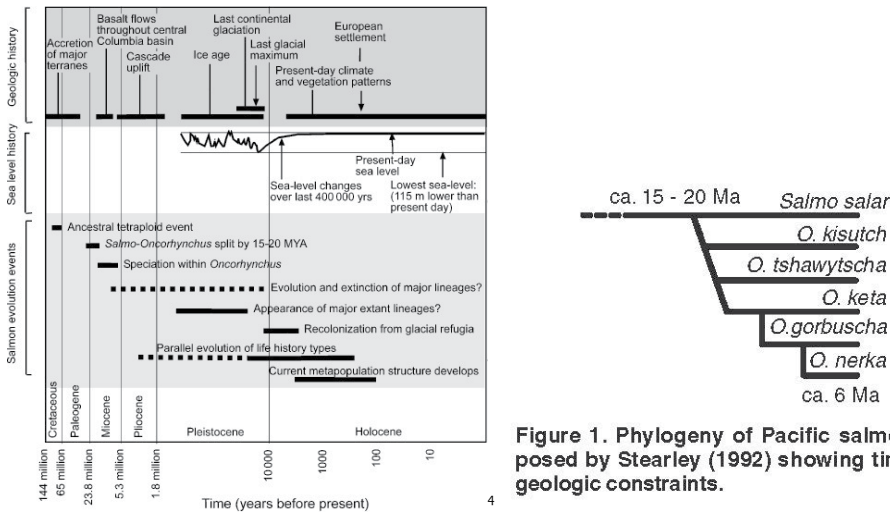 Geologic history
Accretion
of major
terranes
Basalt flows
throughout central
Columbia basin
Cascade
uplift
Ice age
Last continental
glaciation
Last glacial
maximum
European
settlement
Present-day climate
and vegetation patterns
Sea level history
Sea-level changes
over last 400 000 yrs
Present-day
sea level
Lowest sea-level:
(115 m lower than
present day)
Salmon evolution events
Ancestral tetraploid event
Salmo-Oncorhynchus split by 15-20 MYA
Speciation within Oncorhynchus
Evolution and extinction of major lineages?
Appearance of major extant lineages?
Recolonization from glacial refugia
Parallel evolution of life history types
Current metapopulation structure develops
Cretaceous
Paleogene
Miocene
Pliocene
Pleistocene
Holocene
144 million
65 million
23.8 million
5.3 million
1.8 million
10 000
1000
100
10
Time (years before present)
4
ca. 15 - 20 Ma
Salmo salar
O. kisutch
O. tshawytscha
O. keta
O.gorbuscha
O. nerka
ca. 6 Ma
Figure 1. Phylogeny of Pacific salmo
posed by Stearley (1992) showing tin
geologic constraints.